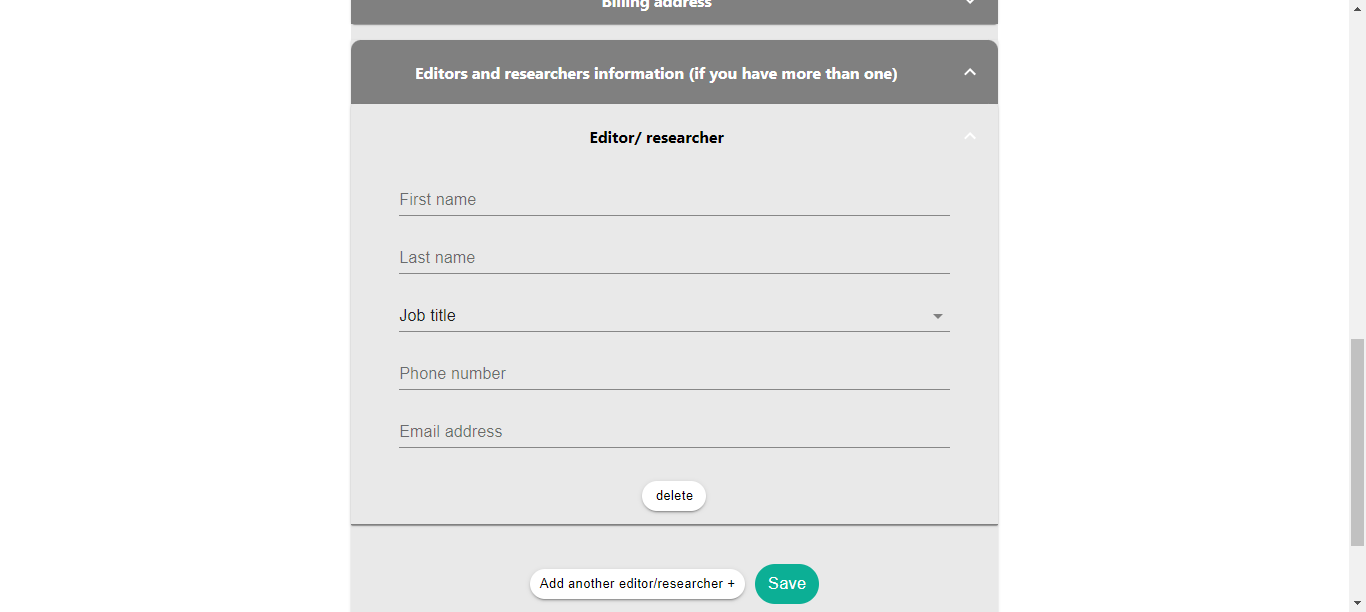 Billing address
Editors and researchers information (if you have more than one)
Editor/ researcher
First name
Last name
Job title
Phone number
Email address
delete
Add another editor/researcher +
Save